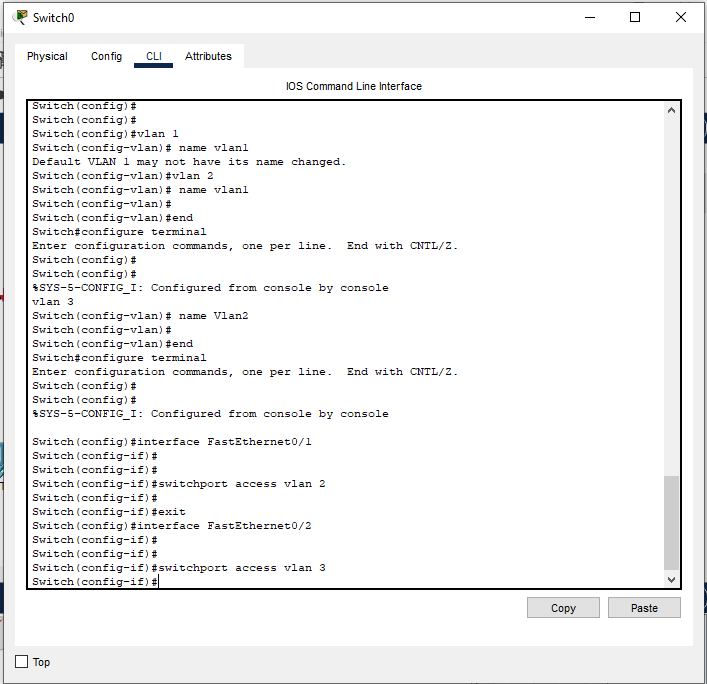 Switch0
Physical Config CLI Attributes
IOS Command Line Interface
Switch(config)#
Switch(config)#
Switch(config)#vlan 1
Switch(config-vlan)# name vlan1
Default VLAN 1 may not have its name changed.
Switch(config-vlan)#vlan 2
Switch(config-vlan)# name vlan1
Switch(config-vlan)#
Switch(config-vlan)#end
Switch#configure terminal
Enter configuration commands, one per line.  End with CNTL/Z.
Switch(config)#
Switch(config)#
%SYS-5-CONFIG_I: Configured from console by console
vlan 3
Switch(config-vlan)# name Vlan2
Switch(config-vlan)#
Switch(config-vlan)#end
Switch#configure terminal
Enter configuration commands, one per line.  End with CNTL/Z.
Switch(config)#
Switch(config)#
%SYS-5-CONFIG_I: Configured from console by console
Switch(config)#interface FastEthernet0/1
Switch(config-if)#
Switch(config-if)#
Switch(config-if)#switchport access vlan 2
Switch(config-if)#
Switch(config-if)#exit
Switch(config)#interface FastEthernet0/2
Switch(config-if)#
Switch(config-if)#
Switch(config-if)#switchport access vlan 3
Switch(config-if)#
Copy Paste
Top